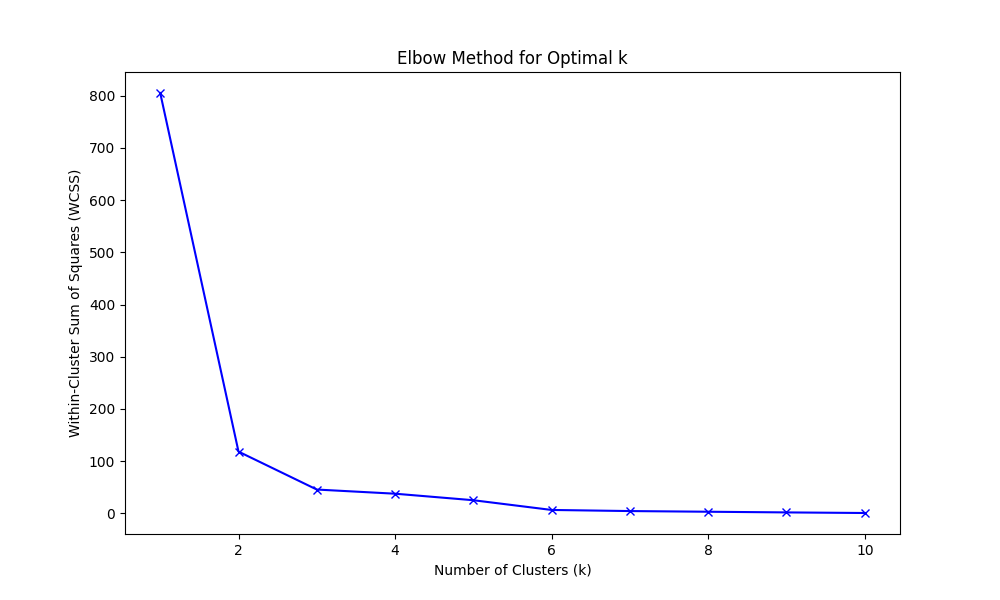 Elbow Method for Optimal k
Within-Cluster Sum of Squares (WCSS)
800
700
600
500
400
300
200
100
0
2 4 6 8 10
Number of Clusters (k)